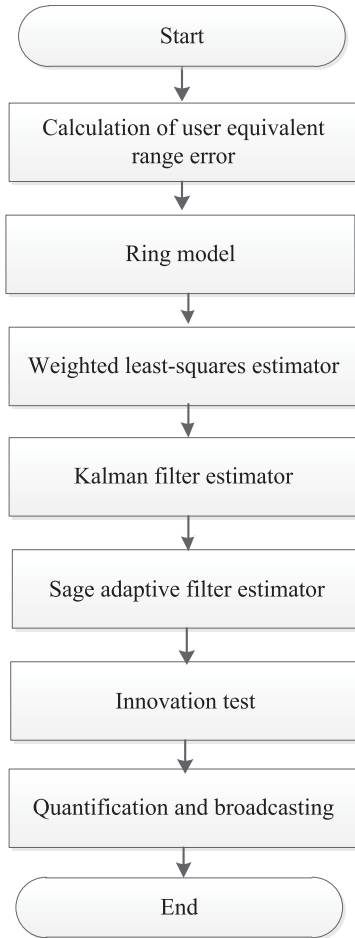 Start
Calculation of user equivalent
range error
Ring model
Weighted least-squares estimator
Kalman filter estimator
Sage adaptive filter estimator
Innovation test
Quantification and broadcasting
End